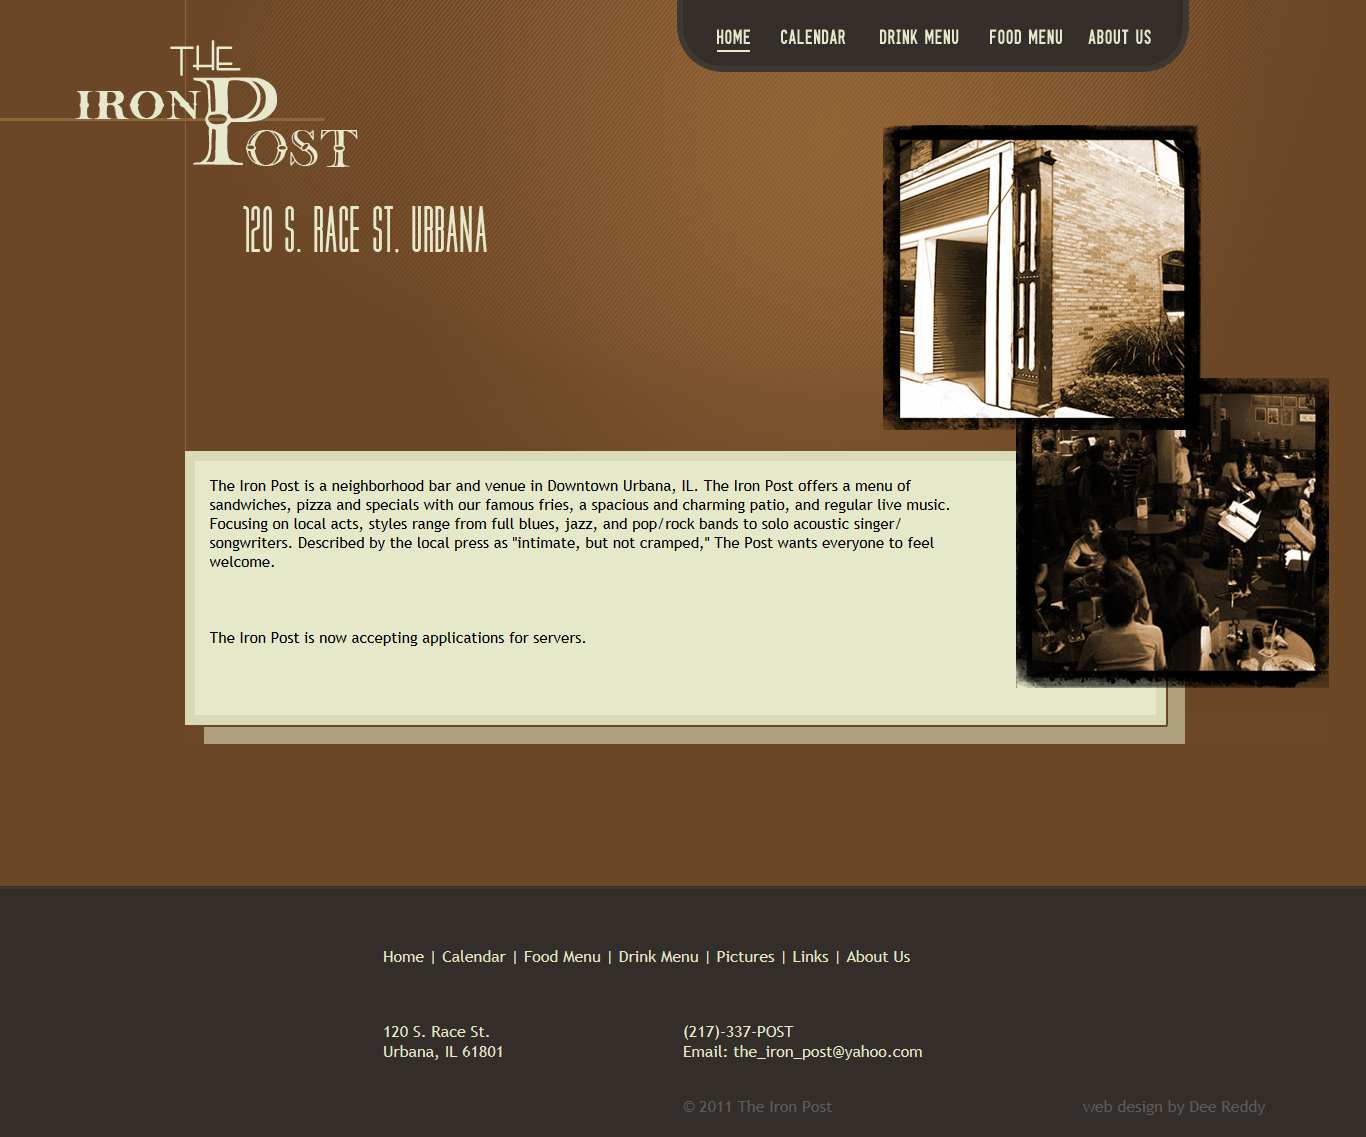 THE
IRON POST
HOME CALENDAR DRINK MENU FOOD MENU ABOUT US
120 S. RACE ST. URBANA
The Iron Post is a neighborhood bar and venue in Downtown Urbana, IL. The Iron Post offers a menu of
sandwiches, pizza and specials with our famous fries, a spacious and charming patio, and regular live music.
Focusing on local acts, styles range from full blues, jazz, and pop/rock bands to solo acoustic singer/
songwriters. Described by the local press as "intimate, but not cramped," The Post wants everyone to feel
welcome.
The Iron Post is now accepting applications for servers.
Home | Calendar | Food Menu | Drink Menu | Pictures | Links | About Us
120 S. Race St.
Urbana, IL 61801
(217)-337-POST
Email: the_iron_post@yahoo.com
© 2011 The Iron Post
web design by Dee Reddy